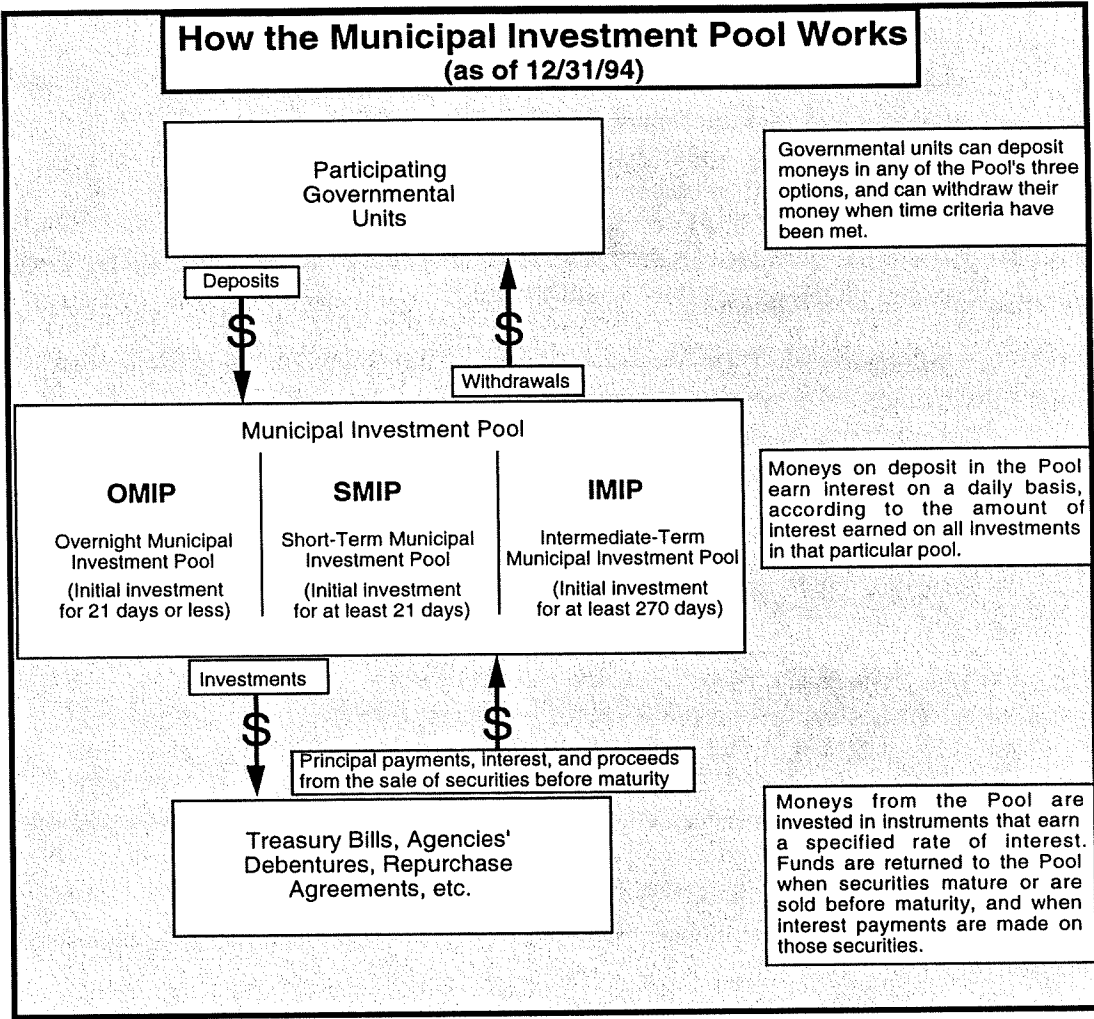 How the Municipal Investment Pool Works
(as of 12/31/94)
Participating
Governmental
Units
Governmental units can deposit
moneys in any of the Pool's three
options, and can withdraw their
money when time criteria have
been met.
Deposits
$
$
Withdrawals
Municipal Investment Pool
OMIP
Overnight Municipal
Investment Pool
(Initial investment
for 21 days or less)
SMIP
Short-Term Municipal
Investment Pool
(Initial investment
for at least 21 days)
IMIP
Intermediate-Term
Municipal Investment Pool
(Initial investment
for at least 270 days)
Moneys on deposit in the Pool
earn interest on a daily basis,
according to the amount of
interest earned on all investments
in that particular pool.
Investments
$
$
Principal payments, interest, and proceeds
from the sale of securities before maturity
Treasury Bills, Agencies'
Debentures, Repurchase
Agreements, etc.
Moneys from the Pool are
invested in instruments that earn
a specified rate of interest.
Funds are returned to the Pool
when securities mature or are
sold before maturity, and when
interest payments are made on
those securities.